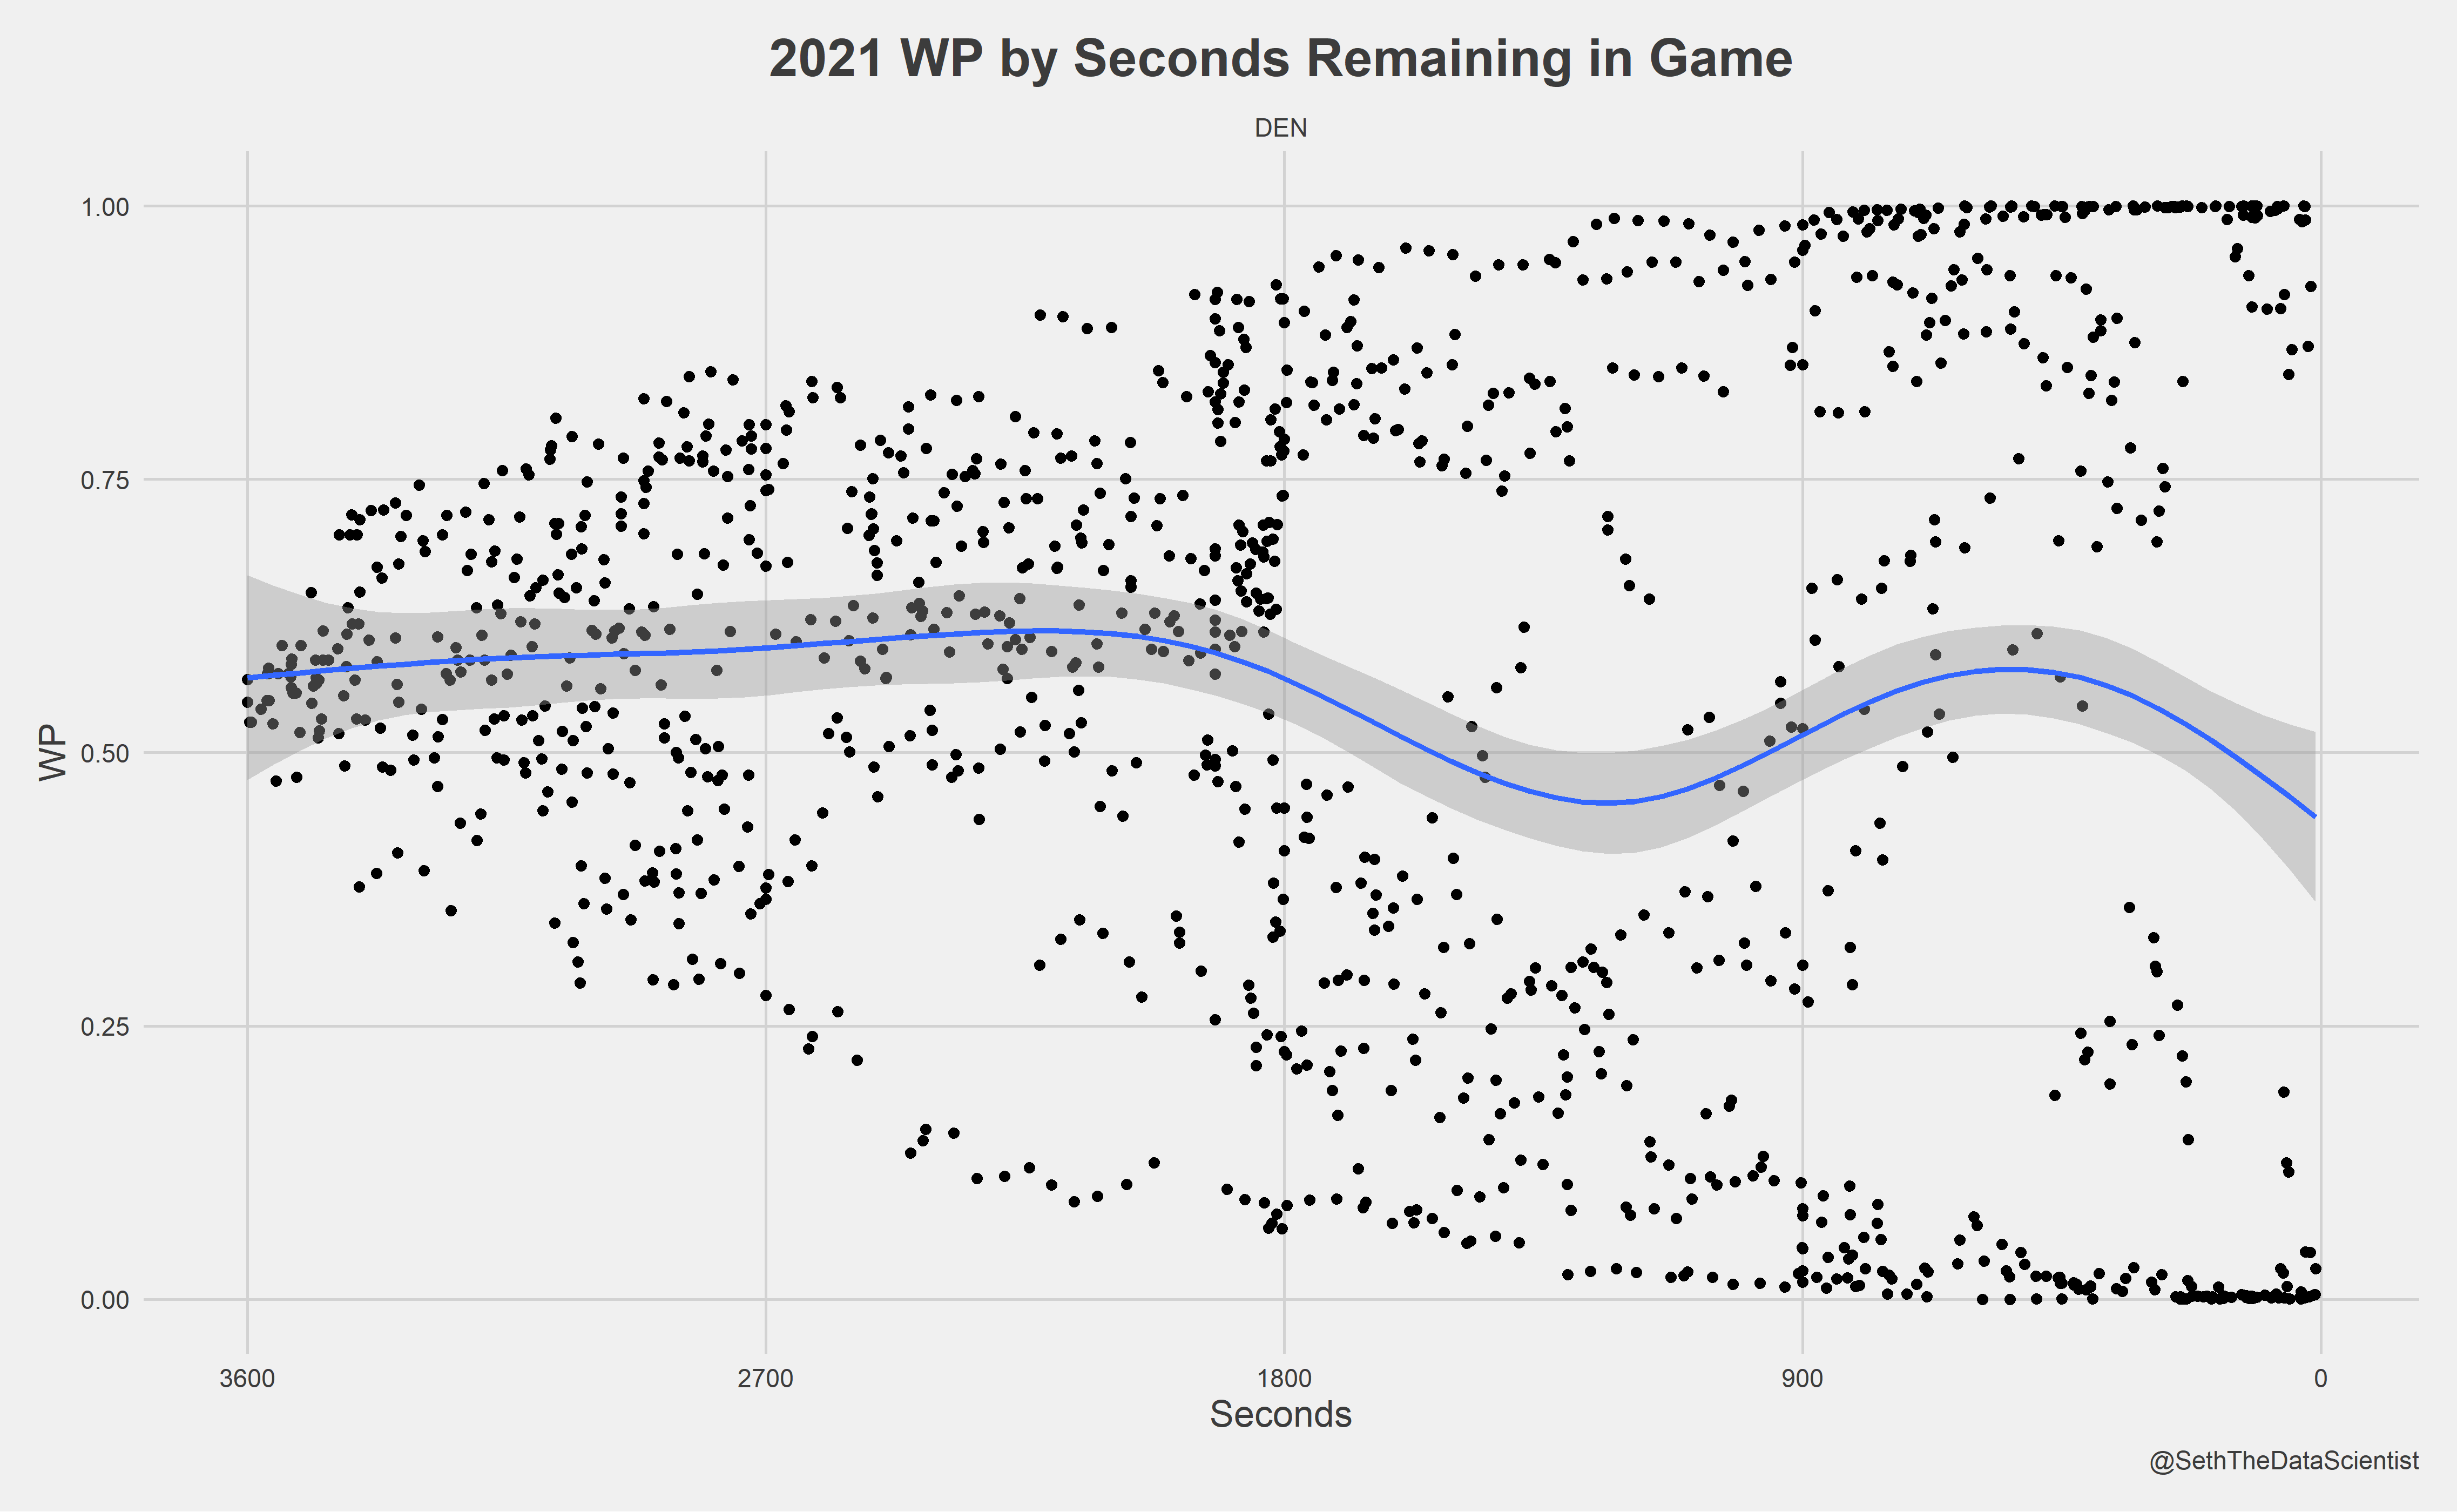 2021 WP by Seconds Remaining in Game
DEN
1.00
0.75
0.50
0.25
0.00
WP
3600 2700 1800 900 0
Seconds
@SethTheDataScientist